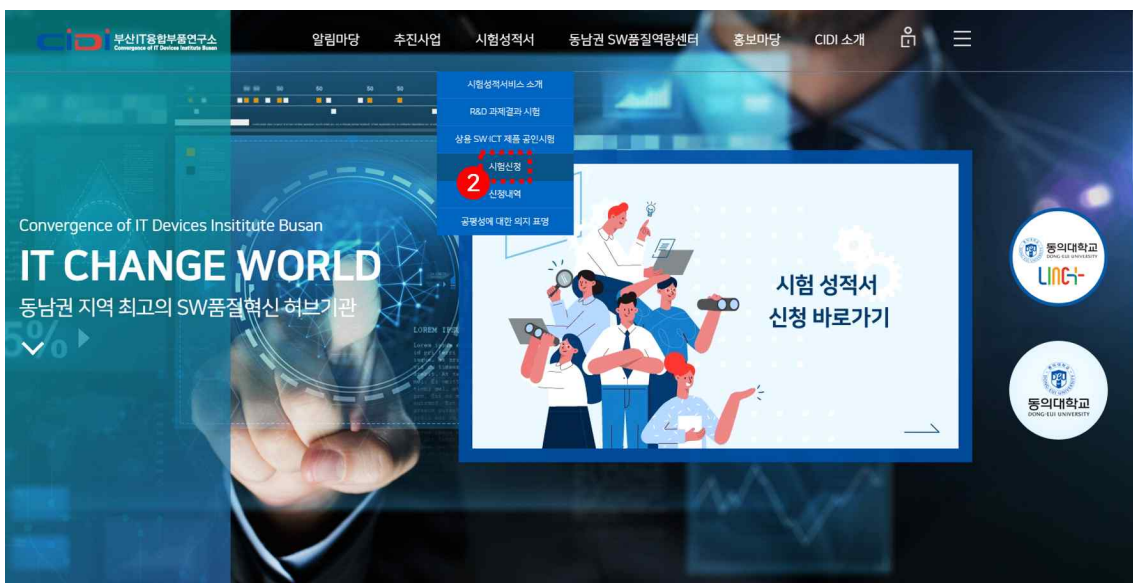 CIDI 부산IT융합부품연구소
Convergence of IT Devices Institute Busan
알림마당 추진사업 시험성적서 동남권 SW품질역량센터 홍보마당 CIDI 소개
시험성적서비스 소개
R&D 과제결과 시험
상용 SW ICT 제품 공인시험
시험신청
2
신청내역
공평성에 대한 의지 표명
Convergence of IT Devices Insititute Busan
IT CHANGE WORLD
동남권 지역 최고의 SW품질혁신 허브기관
시험 성적서
신청 바로가기
동의대학교
DONG-EUI UNIVERSITY
LINC+
동의대학교
DONG-EUI UNIVERSITY